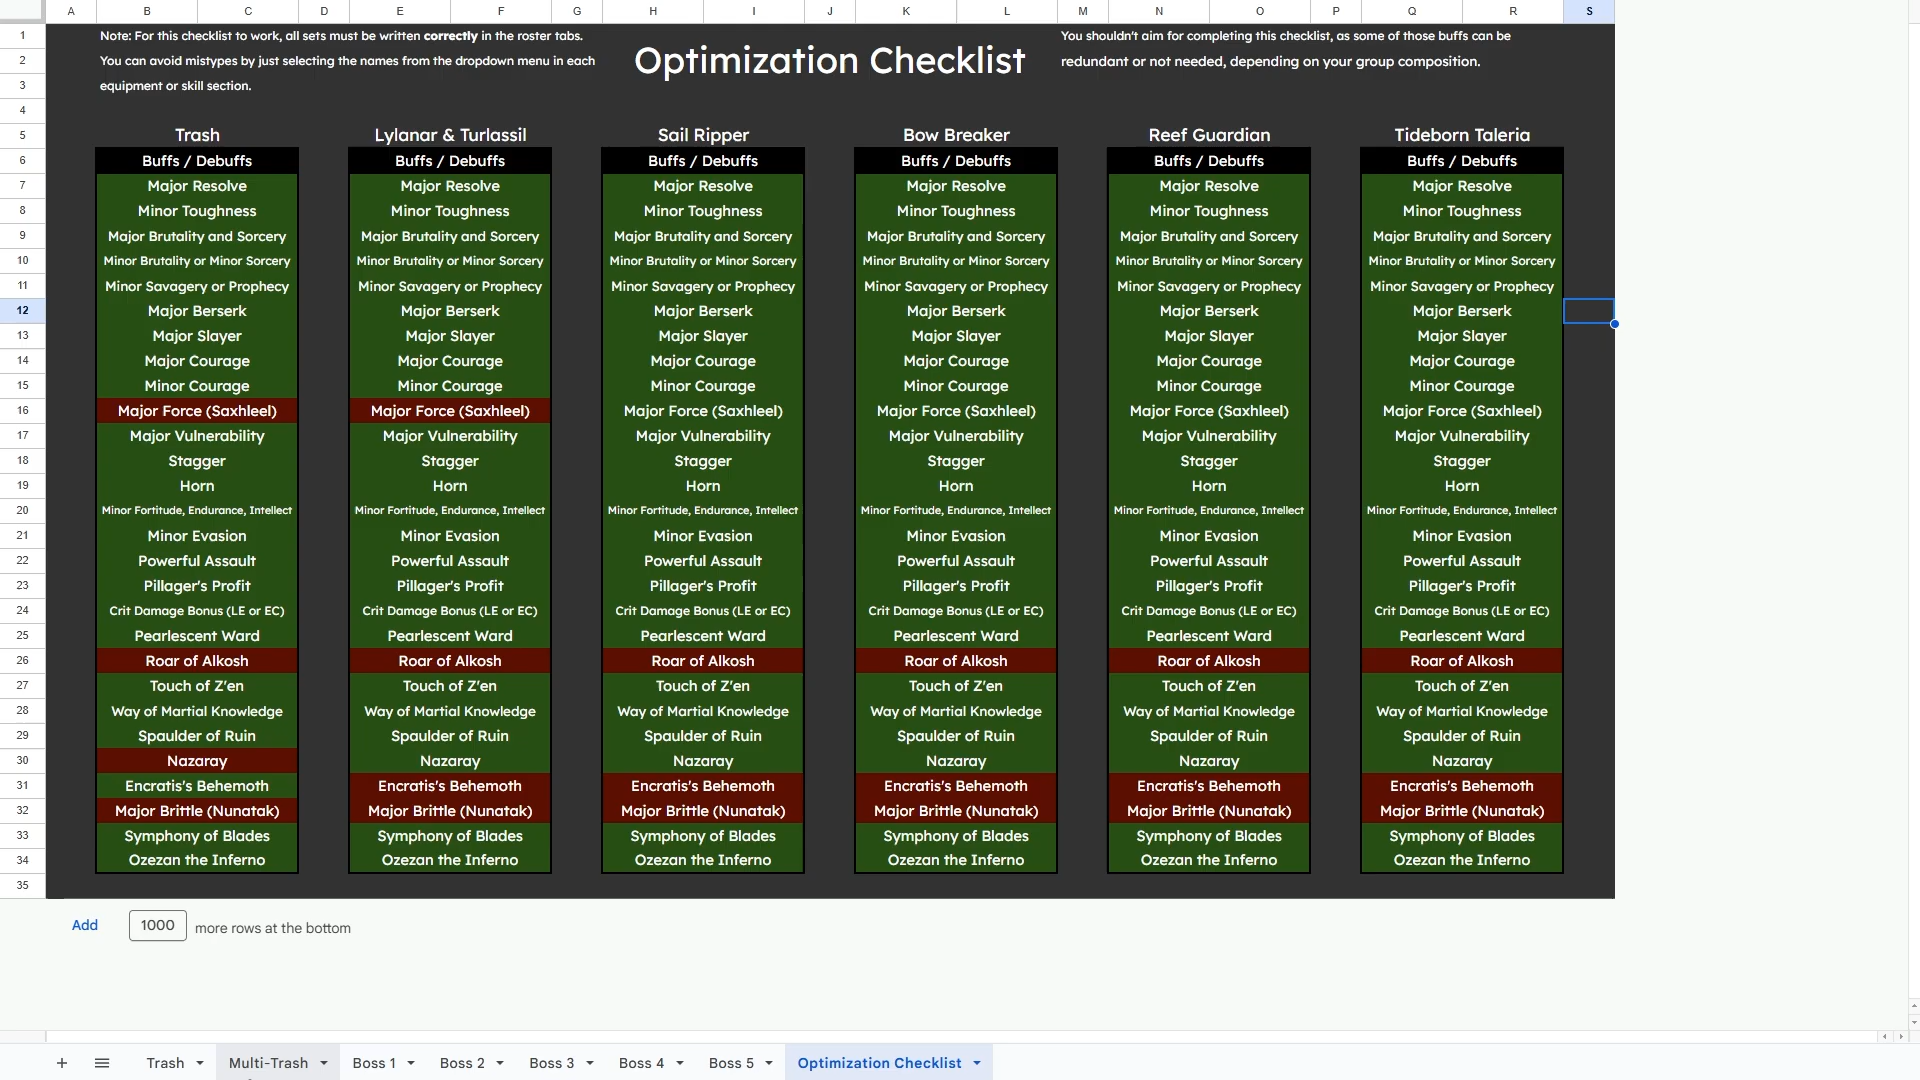 A B C D E F G H I J K L M N O P Q R S
1 Note: For this checklist to work, all sets must be written correctly in the roster tabs.
2 You can avoid mistypes by just selecting the names from the dropdown menu in each
3 equipment or skill section.
Optimization Checklist
You shouldn't aim for completing this checklist, as some of those buffs can be
redundant or not needed, depending on your group composition.
4
5 Trash Lylanar & Turlassil Sail Ripper Bow Breaker Reef Guardian Tideborn Taleria
6 Buffs / Debuffs Buffs / Debuffs Buffs / Debuffs Buffs / Debuffs Buffs / Debuffs Buffs / Debuffs
7 Major Resolve Major Resolve Major Resolve Major Resolve Major Resolve Major Resolve
8 Minor Toughness Minor Toughness Minor Toughness Minor Toughness Minor Toughness Minor Toughness
9 Major Brutality and Sorcery Major Brutality and Sorcery Major Brutality and Sorcery Major Brutality and Sorcery Major Brutality and Sorcery Major Brutality and Sorcery
10 Minor Brutality or Minor Sorcery Minor Brutality or Minor Sorcery Minor Brutality or Minor Sorcery Minor Brutality or Minor Sorcery Minor Brutality or Minor Sorcery Minor Brutality or Minor Sorcery
11 Minor Savagery or Prophecy Minor Savagery or Prophecy Minor Savagery or Prophecy Minor Savagery or Prophecy Minor Savagery or Prophecy Minor Savagery or Prophecy
12 Major Berserk Major Berserk Major Berserk Major Berserk Major Berserk Major Berserk
13 Major Slayer Major Slayer Major Slayer Major Slayer Major Slayer Major Slayer
14 Major Courage Major Courage Major Courage Major Courage Major Courage Major Courage
15 Minor Courage Minor Courage Minor Courage Minor Courage Minor Courage Minor Courage
16 Major Force (Saxhleel) Major Force (Saxhleel) Major Force (Saxhleel) Major Force (Saxhleel) Major Force (Saxhleel) Major Force (Saxhleel)
17 Major Vulnerability Major Vulnerability Major Vulnerability Major Vulnerability Major Vulnerability Major Vulnerability
18 Stagger Stagger Stagger Stagger Stagger Stagger
19 Horn Horn Horn Horn Horn Horn
20 Minor Fortitude, Endurance, Intellect Minor Fortitude, Endurance, Intellect Minor Fortitude, Endurance, Intellect Minor Fortitude, Endurance, Intellect Minor Fortitude, Endurance, Intellect Minor Fortitude, Endurance, Intellect
21 Minor Evasion Minor Evasion Minor Evasion Minor Evasion Minor Evasion Minor Evasion
22 Powerful Assault Powerful Assault Powerful Assault Powerful Assault Powerful Assault Powerful Assault
23 Pillager's Profit Pillager's Profit Pillager's Profit Pillager's Profit Pillager's Profit Pillager's Profit
24 Crit Damage Bonus (LE or EC) Crit Damage Bonus (LE or EC) Crit Damage Bonus (LE or EC) Crit Damage Bonus (LE or EC) Crit Damage Bonus (LE or EC) Crit Damage Bonus (LE or EC)
25 Pearlescent Ward Pearlescent Ward Pearlescent Ward Pearlescent Ward Pearlescent Ward Pearlescent Ward
26 Roar of Alkosh Roar of Alkosh Roar of Alkosh Roar of Alkosh Roar of Alkosh Roar of Alkosh
27 Touch of Z'en Touch of Z'en Touch of Z'en Touch of Z'en Touch of Z'en Touch of Z'en
28 Way of Martial Knowledge Way of Martial Knowledge Way of Martial Knowledge Way of Martial Knowledge Way of Martial Knowledge Way of Martial Knowledge
29 Spaulder of Ruin Spaulder of Ruin Spaulder of Ruin Spaulder of Ruin Spaulder of Ruin Spaulder of Ruin
30 Nazaray Nazaray Nazaray Nazaray Nazaray Nazaray
31 Encratis's Behemoth Encratis's Behemoth Encratis's Behemoth Encratis's Behemoth Encratis's Behemoth Encratis's Behemoth
32 Major Brittle (Nunatak) Major Brittle (Nunatak) Major Brittle (Nunatak) Major Brittle (Nunatak) Major Brittle (Nunatak) Major Brittle (Nunatak)
33 Symphony of Blades Symphony of Blades Symphony of Blades Symphony of Blades Symphony of Blades Symphony of Blades
34 Ozezan the Inferno Ozezan the Inferno Ozezan the Inferno Ozezan the Inferno Ozezan the Inferno Ozezan the Inferno
35
Add 1000 more rows at the bottom
Trash Multi-Trash Boss 1 Boss 2 Boss 3 Boss 4 Boss 5 Optimization Checklist